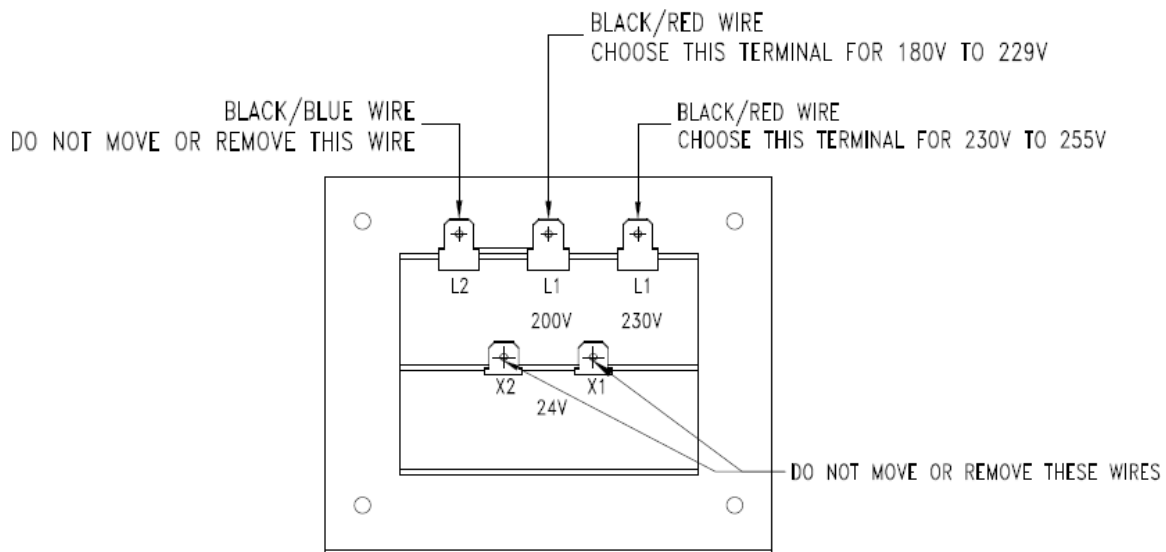 BLACK/RED WIRE
CHOOSE THIS TERMINAL FOR 180V TO 229V
BLACK/BLUE WIRE
DO NOT MOVE OR REMOVE THIS WIRE
BLACK/RED WIRE
CHOOSE THIS TERMINAL FOR 230V TO 255V
L2
L1
L1
200V
230V
X2
X1
24V
DO NOT MOVE OR REMOVE THESE WIRES